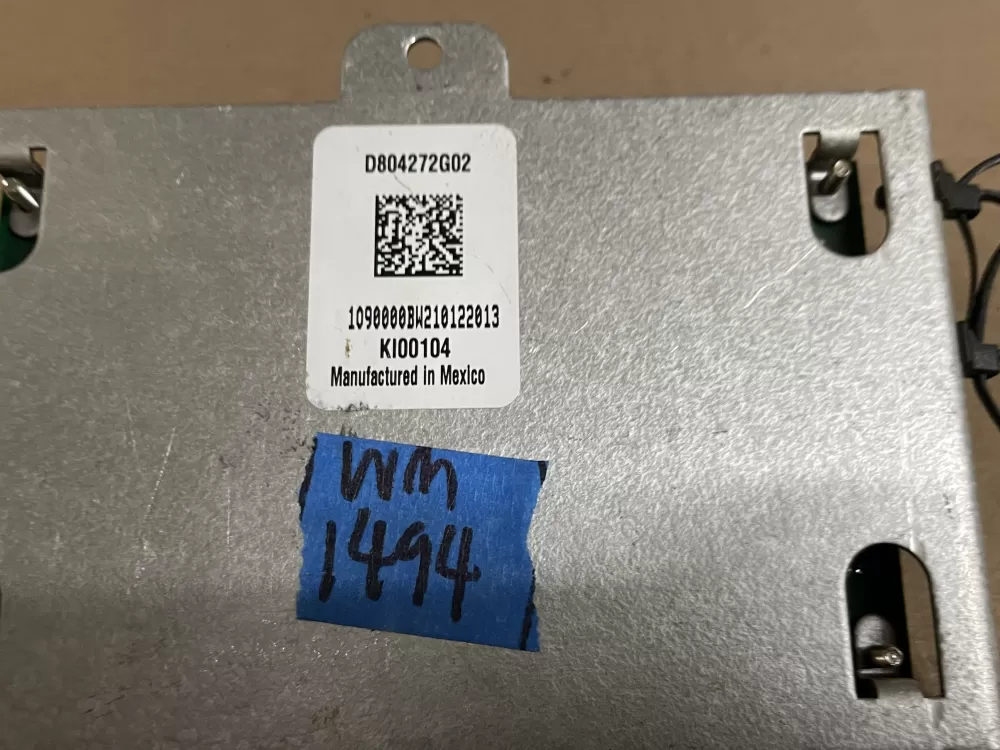 D804272G02
1090000BW210122013
KI00104
Manufactured in Mexico
WM
1494